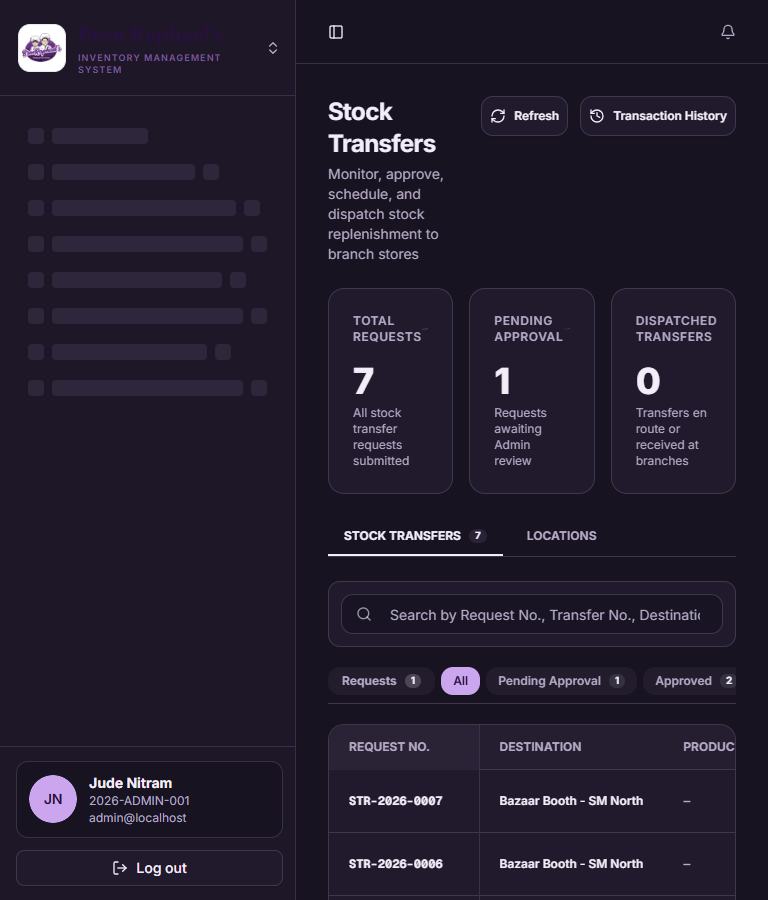 INVENTORY MANAGEMENT
SYSTEM
Stock
Transfers
Refresh
Transaction History
Monitor, approve,
schedule, and
dispatch stock
replenishment to
branch stores
TOTAL
REQUESTS
7
All stock
transfer
requests
submitted
PENDING
APPROVAL
1
Requests
awaiting
Admin
review
DISPATCHED
TRANSFERS
0
Transfers en
route or
received at
branches
STOCK TRANSFERS 7
LOCATIONS
Search by Request No., Transfer No., Destinatio
Requests 1
All
Pending Approval 1
Approved 2
REQUEST NO. DESTINATION PRODUC
STR-2026-0007 Bazaar Booth - SM North –
STR-2026-0006 Bazaar Booth - SM North –
JN
Jude Nitram
2026-ADMIN-001
admin@localhost
Log out